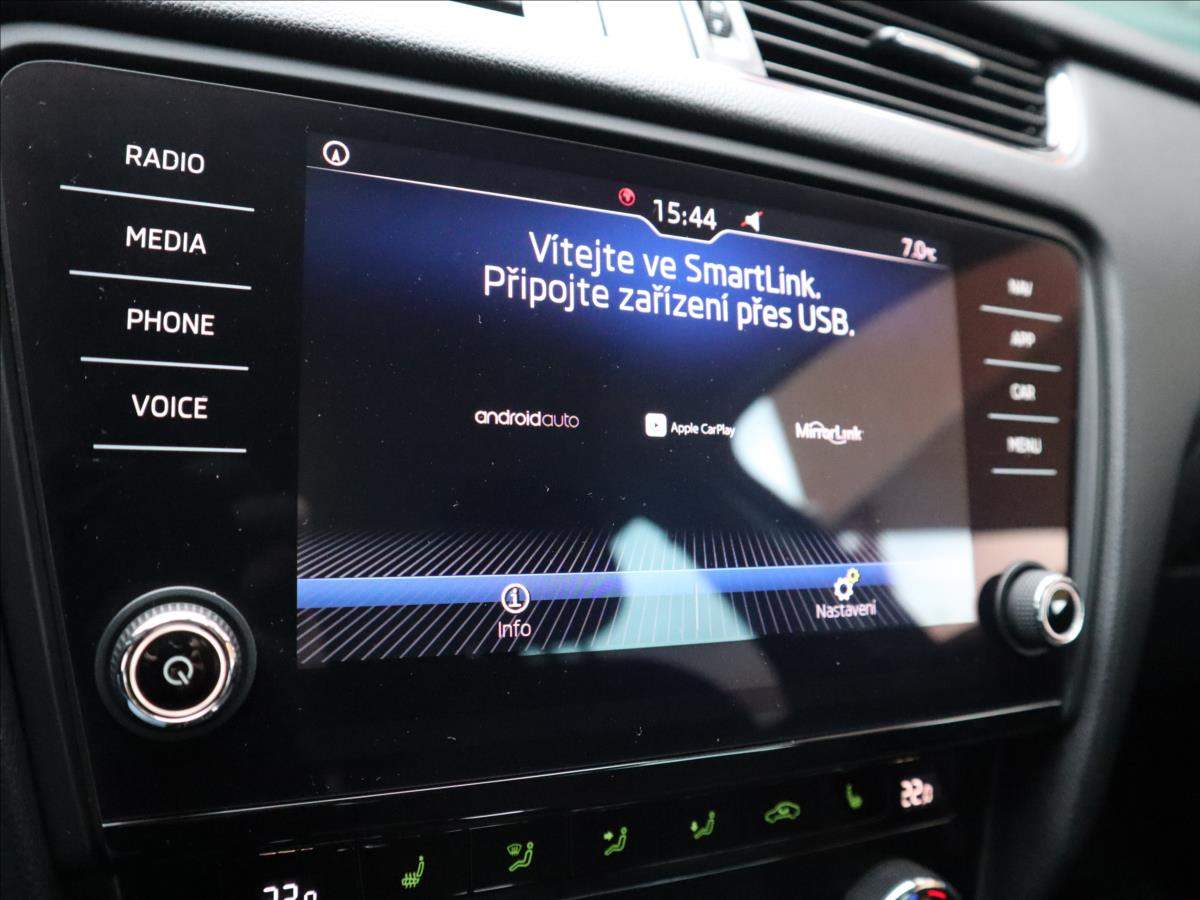 RADIO
MEDIA
PHONE
VOICE
15:44
7.0°C
Vítejte ve SmartLink.
Připojte zařízení přes USB.
androidauto
Apple CarPlay
MirrorLink
Info
Nastavení
NAV
APP
CAR
MENU
22.0